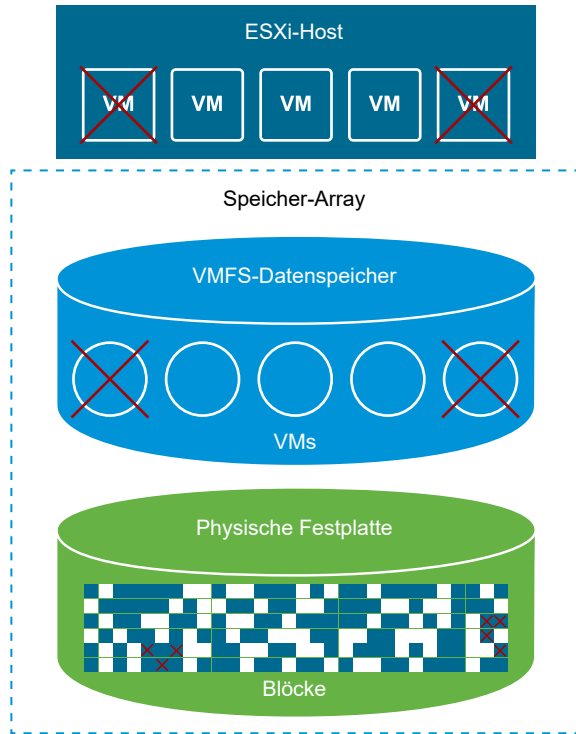 ESXi-Host
VM VM VM VM VM
Speicher-Array
VMFS-Datenspeicher
VMs
Physische Festplatte
Blöcke